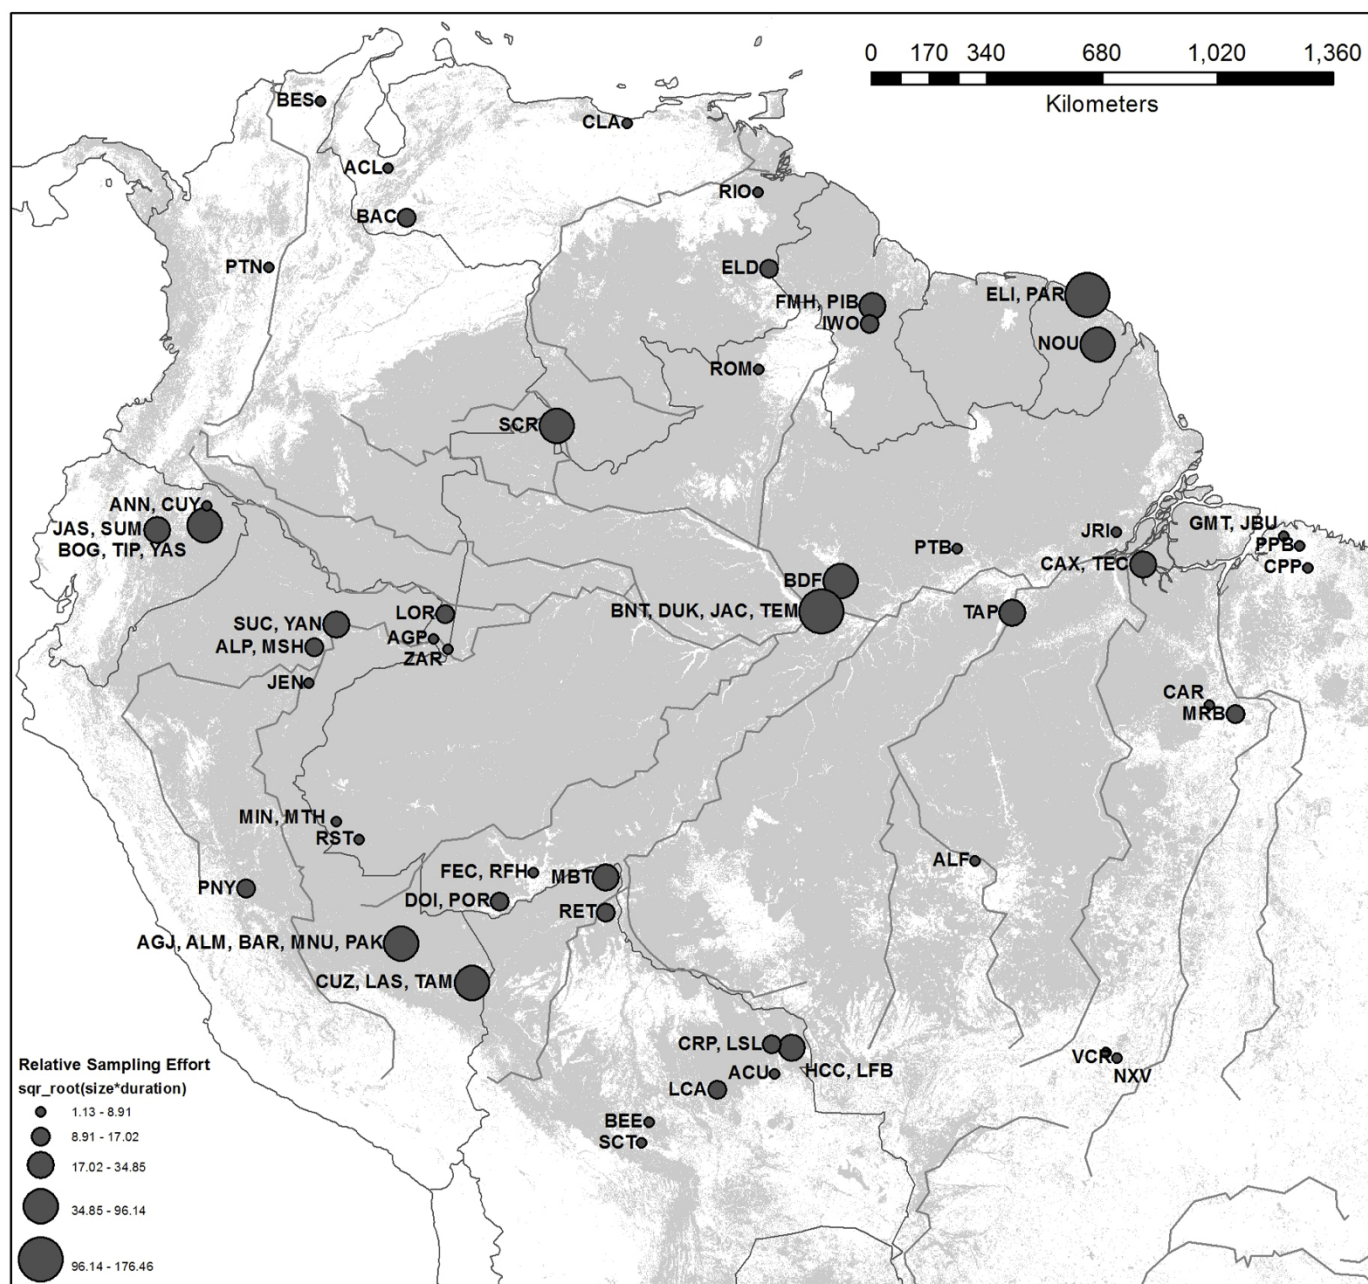 0 170 340 680 1,020 1,360
Kilometers
BES
CLA
ACL
RIO
BAC
PTN
ELD
ELI, PAR
FMH, PIB
IWO
NOU
ROM
SCR
ANN, CUY
JAS, SUM
BOG, TIP, YAS
JRI
GMT, JBU
PPB
PTB
CAX, TEC
CPP
BDF
BNT, DUK, JAC, TEM
TAP
LOR
SUC, YAN
AGP
ALP, MSH
ZAR
JEN
CAR
MRB
MIN, MTH
RST
ALF
FEC, RFH
MBT
PNY
DOI, POR
RET
AGJ, ALM, BAR, MNU, PAK
CUZ, LAS, TAM
CRP, LSL
HCC, LFB
VCR
NXV
ACU
LCA
BEE
SCT
Relative Sampling Effort
sqr_root(size*duration)
1.13 - 8.91
8.91 - 17.02
17.02 - 34.85
34.85 - 96.14
96.14 - 176.46